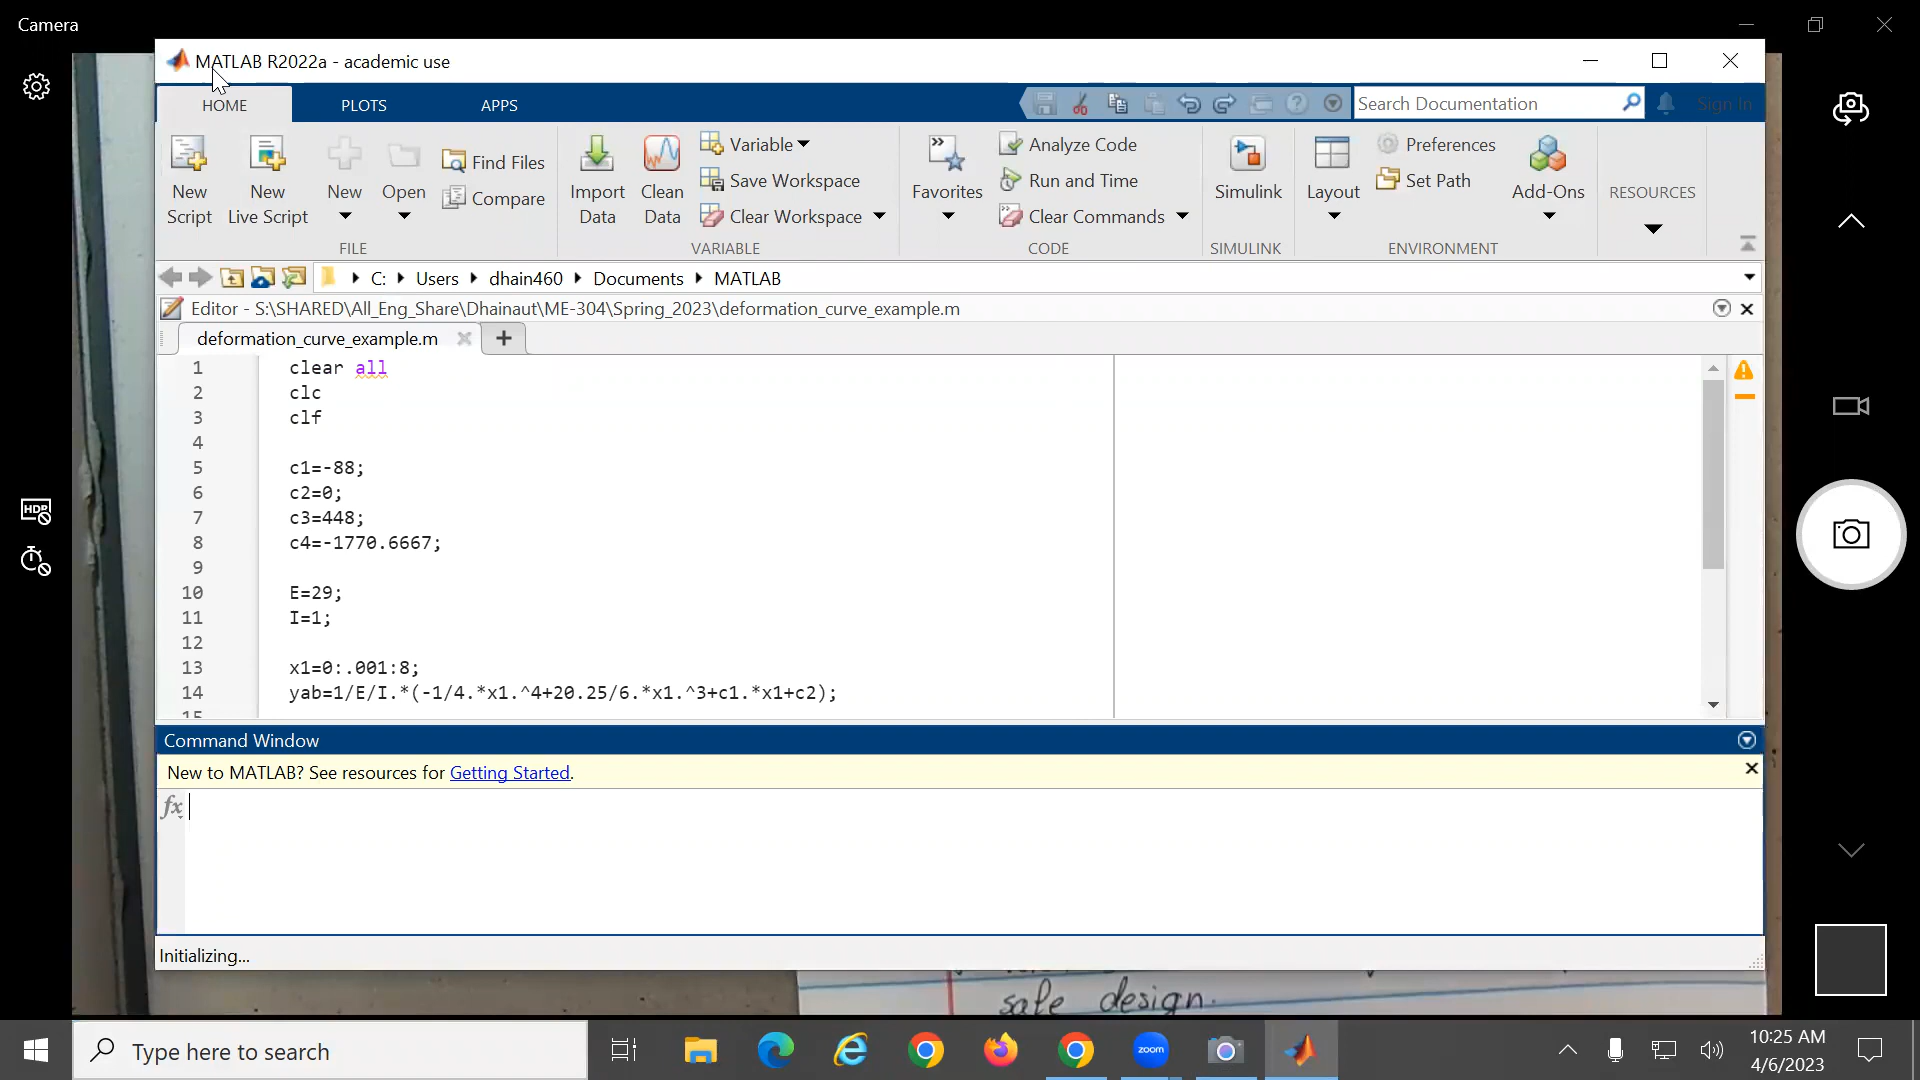 Camera
MATLAB R2022a - academic use
HOME PLOTS APPS
Search Documentation
Sign In
New Script
New Live Script
New
Open
Find Files
Compare
FILE
Import Data
Clean Data
Variable
Save Workspace
Clear Workspace
VARIABLE
Favorites
Analyze Code
Run and Time
Clear Commands
CODE
Simulink
SIMULINK
Layout
Preferences
Set Path
Add-Ons
ENVIRONMENT
RESOURCES
C: Users dhain460 Documents MATLAB
Editor - S:\SHARED\All_Eng_Share\Dhainaut\ME-304\Spring_2023\deformation_curve_example.m
deformation_curve_example.m
1 clear all
2 clc
3 clf
4
5 c1=-88;
6 c2=0;
7 c3=448;
8 c4=-1770.6667;
9
10 E=29;
11 I=1;
12
13 x1=0:.001:8;
14 yab=1/E/I.*(-1/4.*x1.^4+20.25/6.*x1.^3+c1.*x1+c2);
15
Command Window
New to MATLAB? See resources for Getting Started.
fx
Initializing...
safe design.
HDR
Type here to search
zoom
10:25 AM
4/6/2023